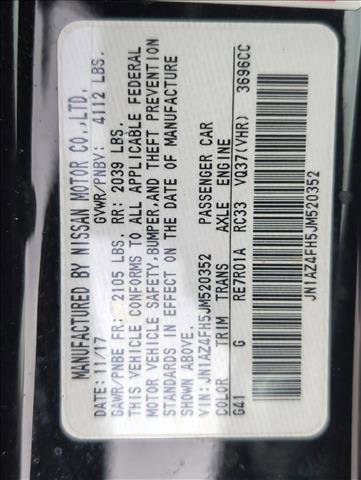 MANUFACTURED BY NISSAN MOTOR CO.,LTD.
DATE: 11/17 GVWR/PNBV: 4112 LBS.
GAWR/PNBE FR: 2105 LBS. RR: 2039 LBS.
THIS VEHICLE CONFORMS TO ALL APPLICABLE FEDERAL
MOTOR VEHICLE SAFETY, BUMPER, AND THEFT PREVENTION
STANDARDS IN EFFECT ON THE DATE OF MANUFACTURE
SHOWN ABOVE.
VIN: JN1AZ4FH5JM520352 PASSENGER CAR
COLOR TRIM TRANS AXLE ENGINE
G41 G RE7R01A RC33 VQ37(VHR) 3696CC
JN1AZ4FH5JM520352